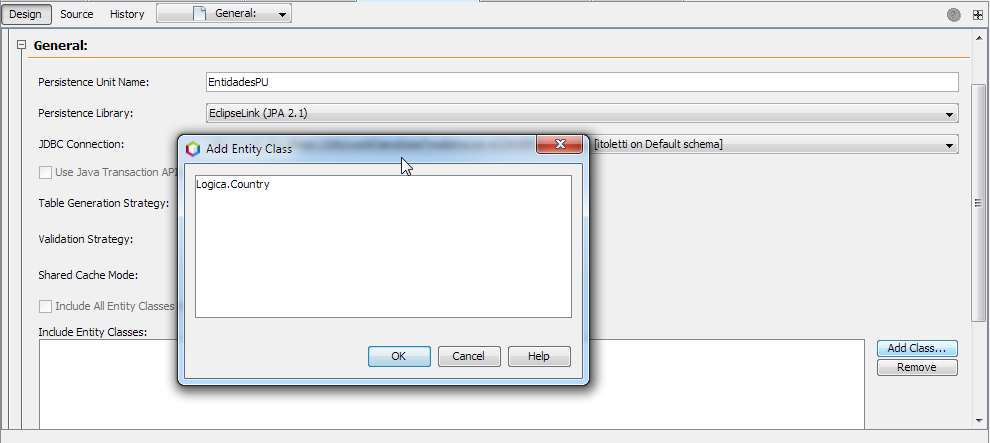 Design Source History General:
General:
Persistence Unit Name: EntidadesPU
Persistence Library: EclipseLink (JPA 2.1)
JDBC Connection: [itoletti on Default schema]
Use Java Transaction API
Table Generation Strategy:
Validation Strategy:
Shared Cache Mode:
Include All Entity Classes
Include Entity Classes:
Add Class...
Remove
Add Entity Class
Logica.Country
OK Cancel Help